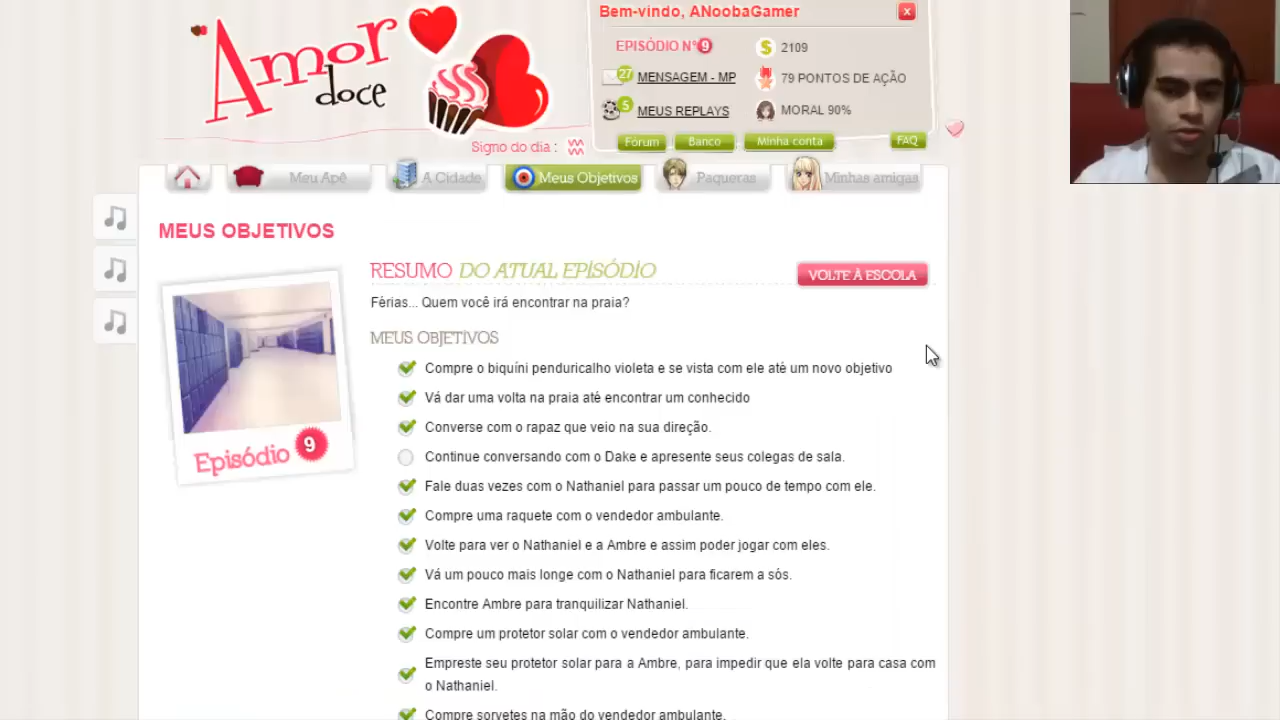 Amor
doce
Bem-vindo, ANoobaGamer
x
EPISÓDIO Nº 9
2109
27 MENSAGEM - MP
79 PONTOS DE AÇÃO
5 MEUS REPLAYS
MORAL 90%
Signo do dia :
Fórum
Banco
Minha conta
FAQ
Meu Apê
A Cidade
Meus Objetivos
Paqueras
Minhas amigas
MEUS OBJETIVOS
Episódio 9
RESUMO DO ATUAL EPISÓDIO
VOLTE À ESCOLA
Férias... Quem você irá encontrar na praia?
MEUS OBJETIVOS
Compre o biquíni penduricalho violeta e se vista com ele até um novo objetivo
Vá dar uma volta na praia até encontrar um conhecido
Converse com o rapaz que veio na sua direção.
Continue conversando com o Dake e apresente seus colegas de sala.
Fale duas vezes com o Nathaniel para passar um pouco de tempo com ele.
Compre uma raquete com o vendedor ambulante.
Volte para ver o Nathaniel e a Ambre e assim poder jogar com eles.
Vá um pouco mais longe com o Nathaniel para ficarem a sós.
Encontre Ambre para tranquilizar Nathaniel.
Compre um protetor solar com o vendedor ambulante.
Empreste seu protetor solar para a Ambre, para impedir que ela volte para casa com
o Nathaniel.
Compre sorvetes na mão do vendedor ambulante.